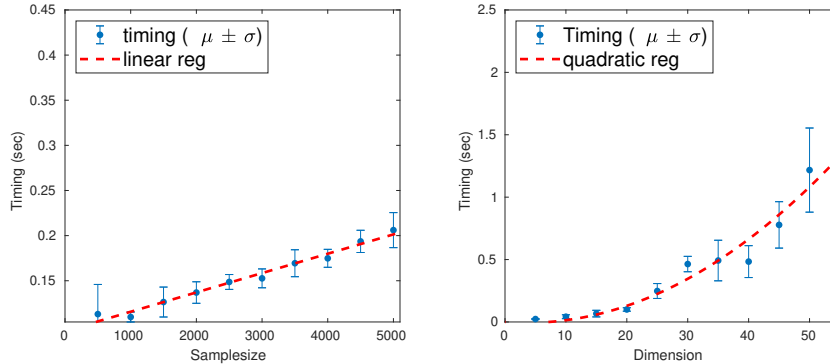 timing ( μ ± σ)
linear reg
0.45
0.4
0.35
0.3
0.25
0.2
0.15
Timing (sec)
0 1000 2000 3000 4000 5000
Samplesize
Timing ( μ ± σ)
quadratic reg
2.5
2
1.5
1
0.5
0
Timing (sec)
0 10 20 30 40 50
Dimension